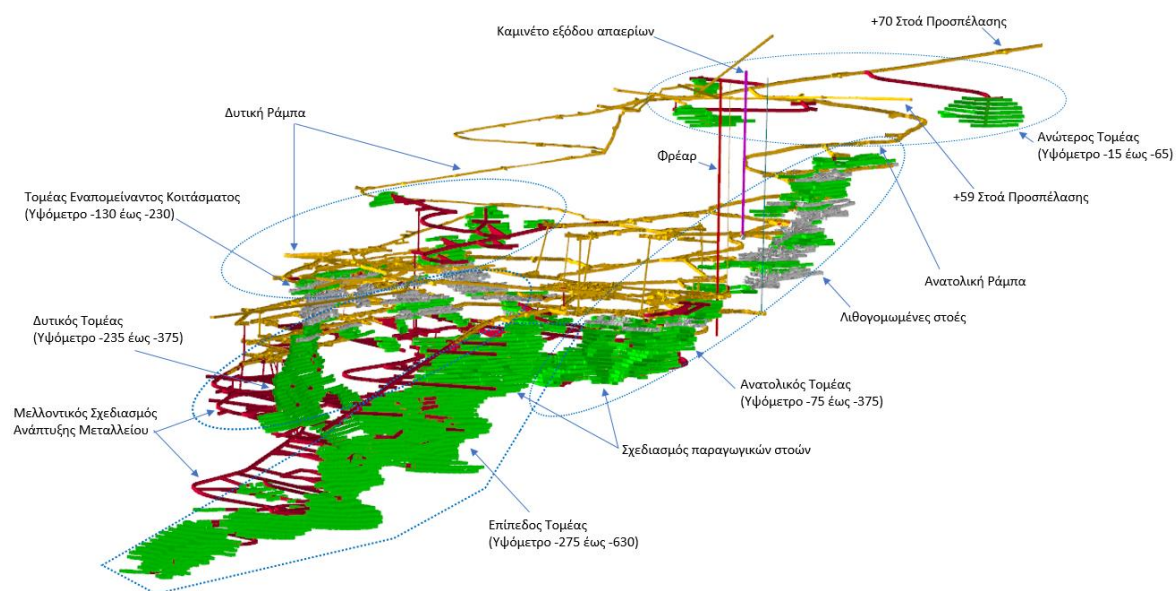 +70 Στοά Προσπέλασης
Καμινέτο εξόδου απαερίων
Δυτική Ράμπα
Ανώτερος Τομέας
(Υψόμετρο -15 έως -65)
Φρέαρ
Τομέας Εναπομείναντος Κοιτάσματος
(Υψόμετρο -130 έως -230)
+59 Στοά Προσπέλασης
Ανατολική Ράμπα
Λιθογομωμένες στοές
Δυτικός Τομέας
(Υψόμετρο -235 έως -375)
Ανατολικός Τομέας
(Υψόμετρο -75 έως -375)
Μελλοντικός Σχεδιασμός
Ανάπτυξης Μεταλλείου
Σχεδιασμός παραγωγικών στοών
Επίπεδος Τομέας
(Υψόμετρο -275 έως -630)